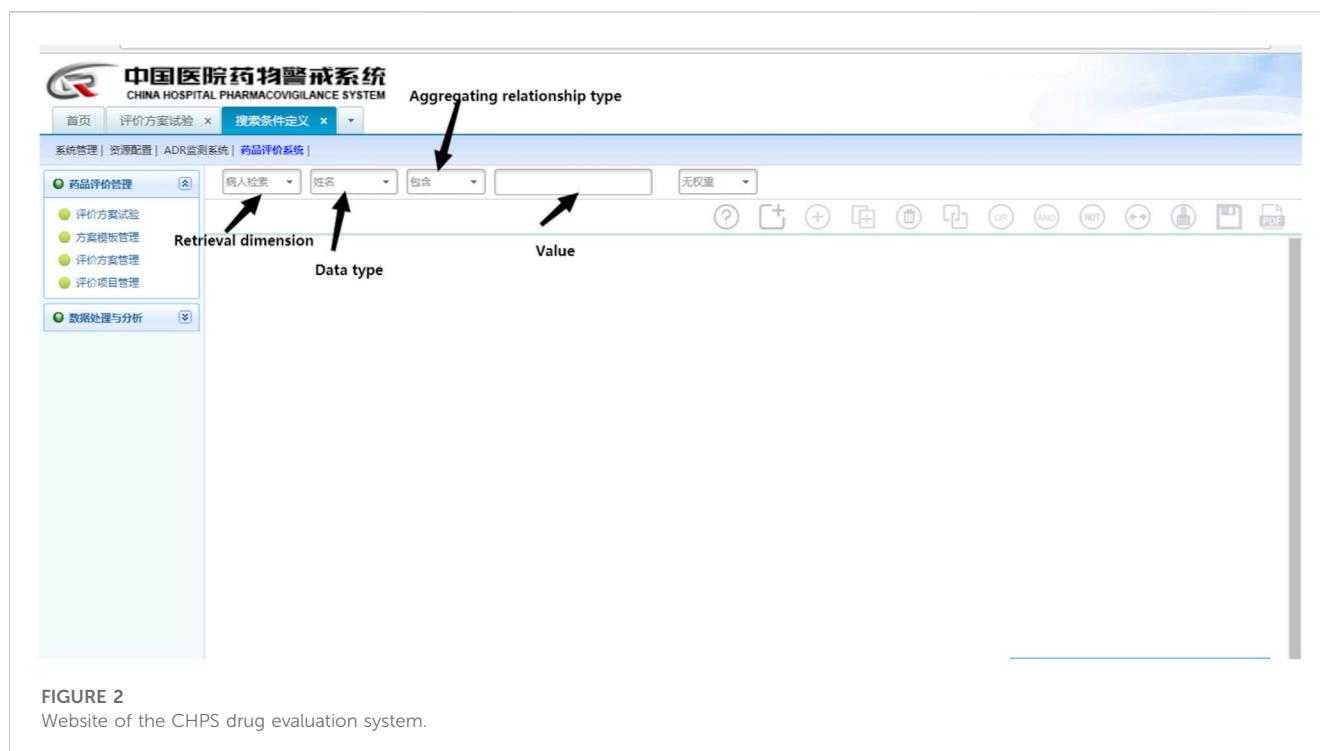 中国医院药物警戒系统
CHINA HOSPITAL PHARMACOVIGILANCE SYSTEM
Aggregating relationship type
首页 评价方案试验 × 搜索条件定义 ×
系统管理| 资源配置| ADR监测系统| 药品评价系统|
药品评价管理
病人检索 姓名 包含 无权重
评价方案试验
方案模板管理
评价方案管理
评价项目管理
? OR AND NOT PDF
Retrieval dimension
Data type
Value
数据处理与分析
FIGURE 2
Website of the CHPS drug evaluation system.